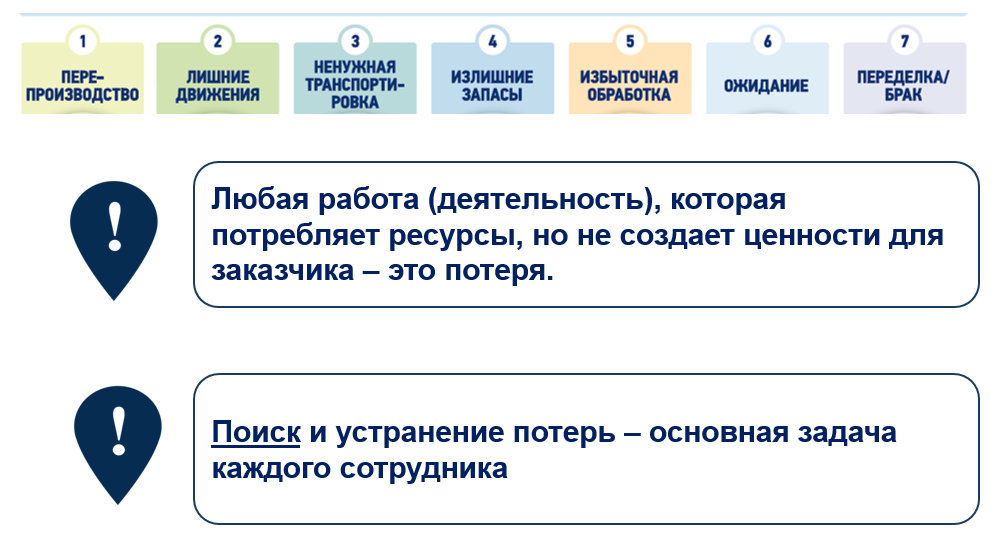 1
ПЕРЕ-
ПРОИЗВОДСТВО
2
ЛИШНИЕ
ДВИЖЕНИЯ
3
НЕНУЖНАЯ
ТРАНСПОРТИ-
РОВКА
4
ИЗЛИШНИЕ
ЗАПАСЫ
5
ИЗБЫТОЧНАЯ
ОБРАБОТКА
6
ОЖИДАНИЕ
7
ПЕРЕДЕЛКА/
БРАК
!
Любая работа (деятельность), которая
потребляет ресурсы, но не создает ценности для
заказчика – это потеря.
!
Поиск и устранение потерь – основная задача
каждого сотрудника